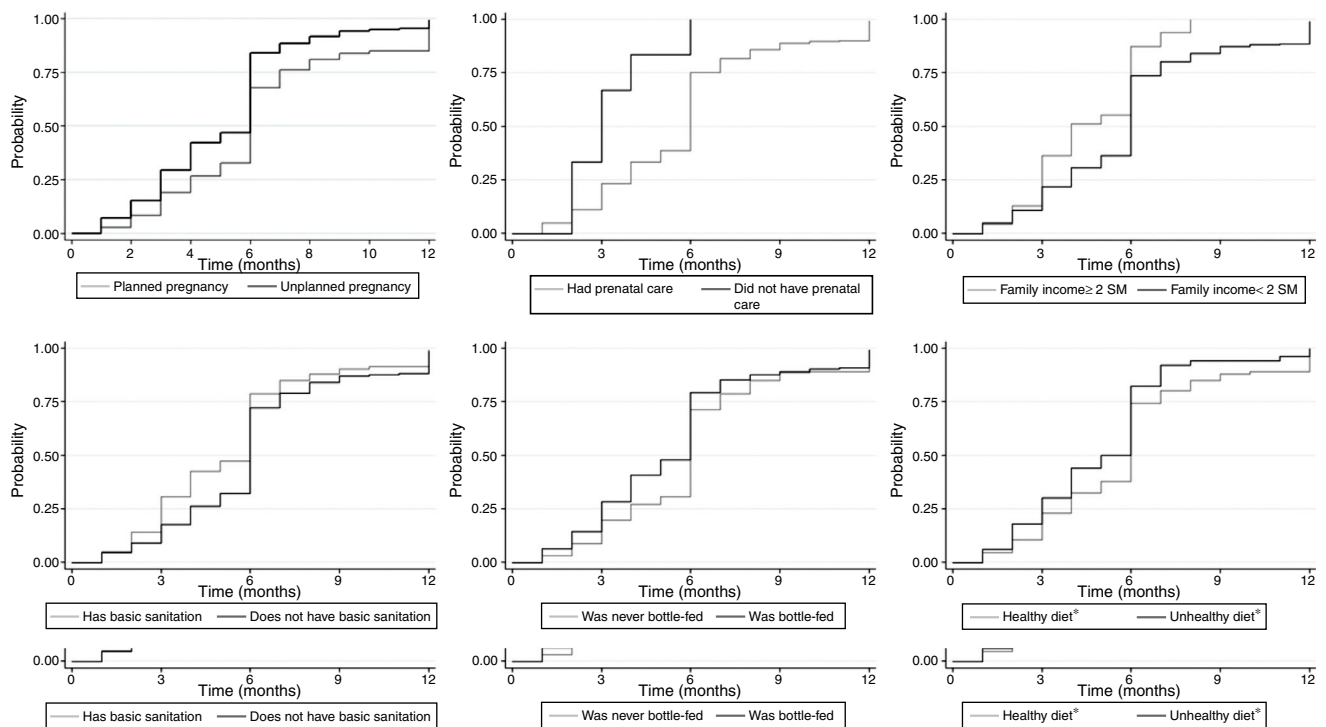 1.00
0.75
0.50
0.25
0.00
Probability
0 2 4 6 8 10 12
Time (months)
Planned pregnancy Unplanned pregnancy
1.00
0.75
0.50
0.25
0.00
Probability
0 3 6 9 12
Time (months)
Had prenatal care Did not have prenatal
care
1.00
0.75
0.50
0.25
0.00
Probability
0 3 6 9 12
Time (months)
Family income≥ 2 SM Family income< 2 SM
1.00
0.75
0.50
0.25
0.00
Probability
0 3 6 9 12
Time (months)
Has basic sanitation Does not have basic sanitation
1.00
0.75
0.50
0.25
0.00
Probability
0 3 6 9 12
Time (months)
Was never bottle-fed Was bottle-fed
1.00
0.75
0.50
0.25
0.00
Probability
0 3 6 9 12
Time (months)
Healthy diet* Unhealthy diet*
0.00
0 3 6 9 12
Time (months)
Has basic sanitation Does not have basic sanitation
0.00
0 3 6 9 12
Time (months)
Was never bottle-fed Was bottle-fed
0.00
0 3 6 9 12
Time (months)
Healthy diet* Unhealthy diet*